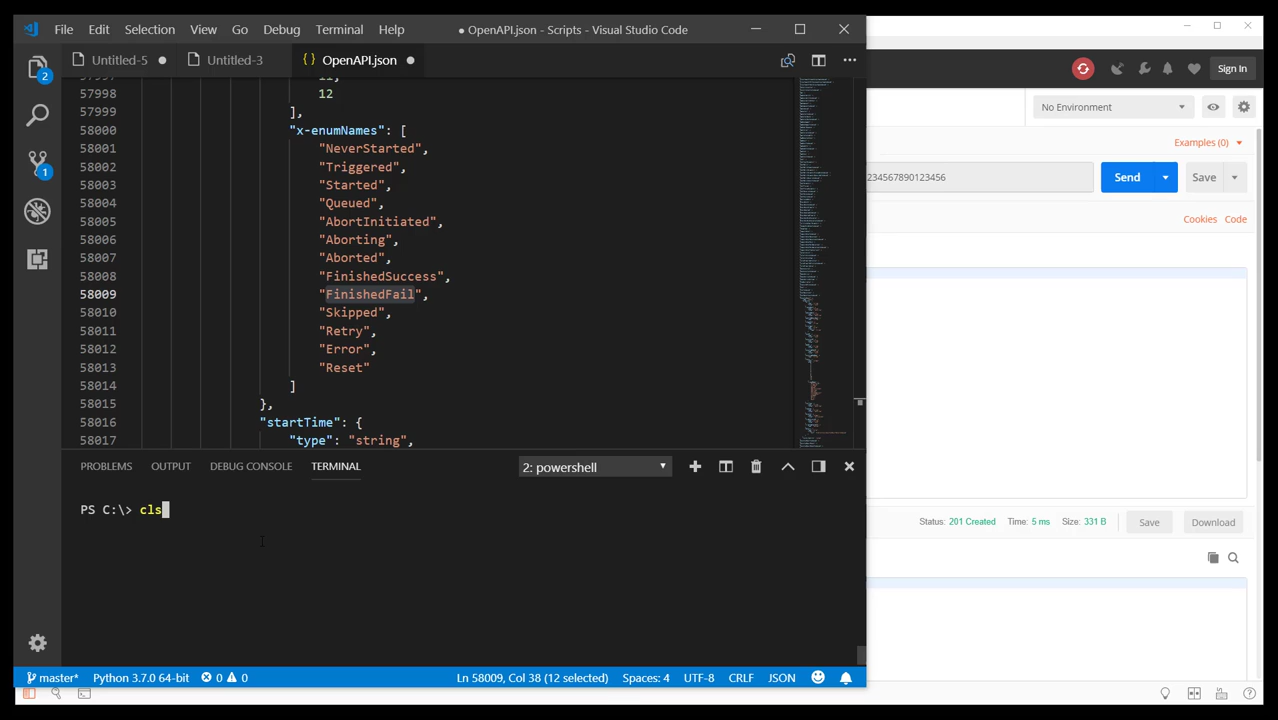 File Edit Selection View Go Debug Terminal Help ● OpenAPI.json - Scripts - Visual Studio Code
Untitled-5 Untitled-3 {} OpenAPI.json
Sign In
57997 11,
57998 12
57999 ],
58000 "x-enumNames": [
58001 "NeverStarted",
58002 "Triggered",
58003 "Started",
58004 "Queued",
58005 "AbortInitiated",
58006 "Aborting",
58007 "Aborted",
58008 "FinishedSuccess",
58009 "FinishedFail",
58010 "Skipped",
58011 "Retry",
58012 "Error",
58013 "Reset"
58014 ]
58015 },
58016 "startTime": {
58017 "type": "string",
No Environment
Examples (0)
234567890123456 Send Save
Cookies Code
PROBLEMS OUTPUT DEBUG CONSOLE TERMINAL 2: powershell
PS C:\> cls
Status: 201 Created Time: 5 ms Size: 331 B Save Download
2
1
master* Python 3.7.0 64-bit 0 0 Ln 58009, Col 38 (12 selected) Spaces: 4 UTF-8 CRLF JSON